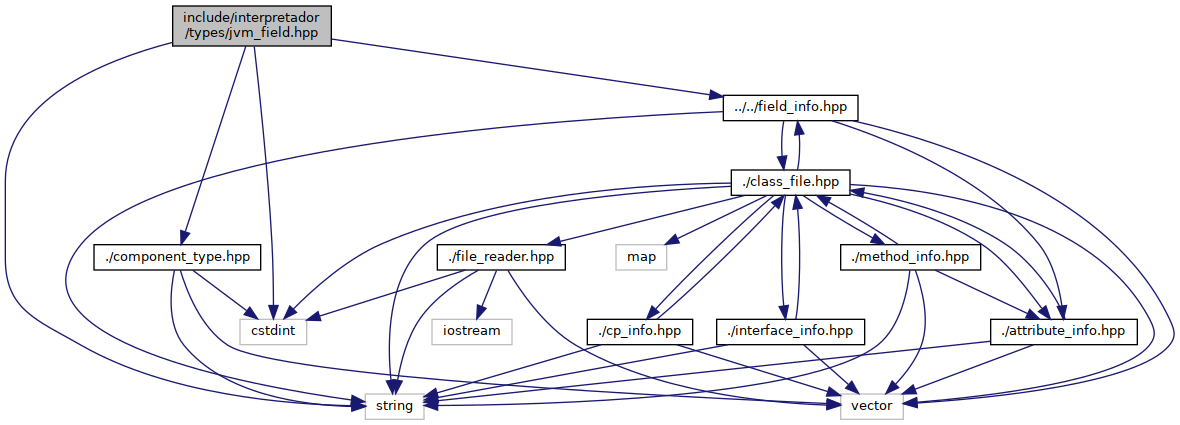 include/interpretador
/types/jvm_field.hpp
../../field_info.hpp
./class_file.hpp
./component_type.hpp
./file_reader.hpp
map
./method_info.hpp
cstdint
iostream
./cp_info.hpp
./interface_info.hpp
./attribute_info.hpp
string
vector